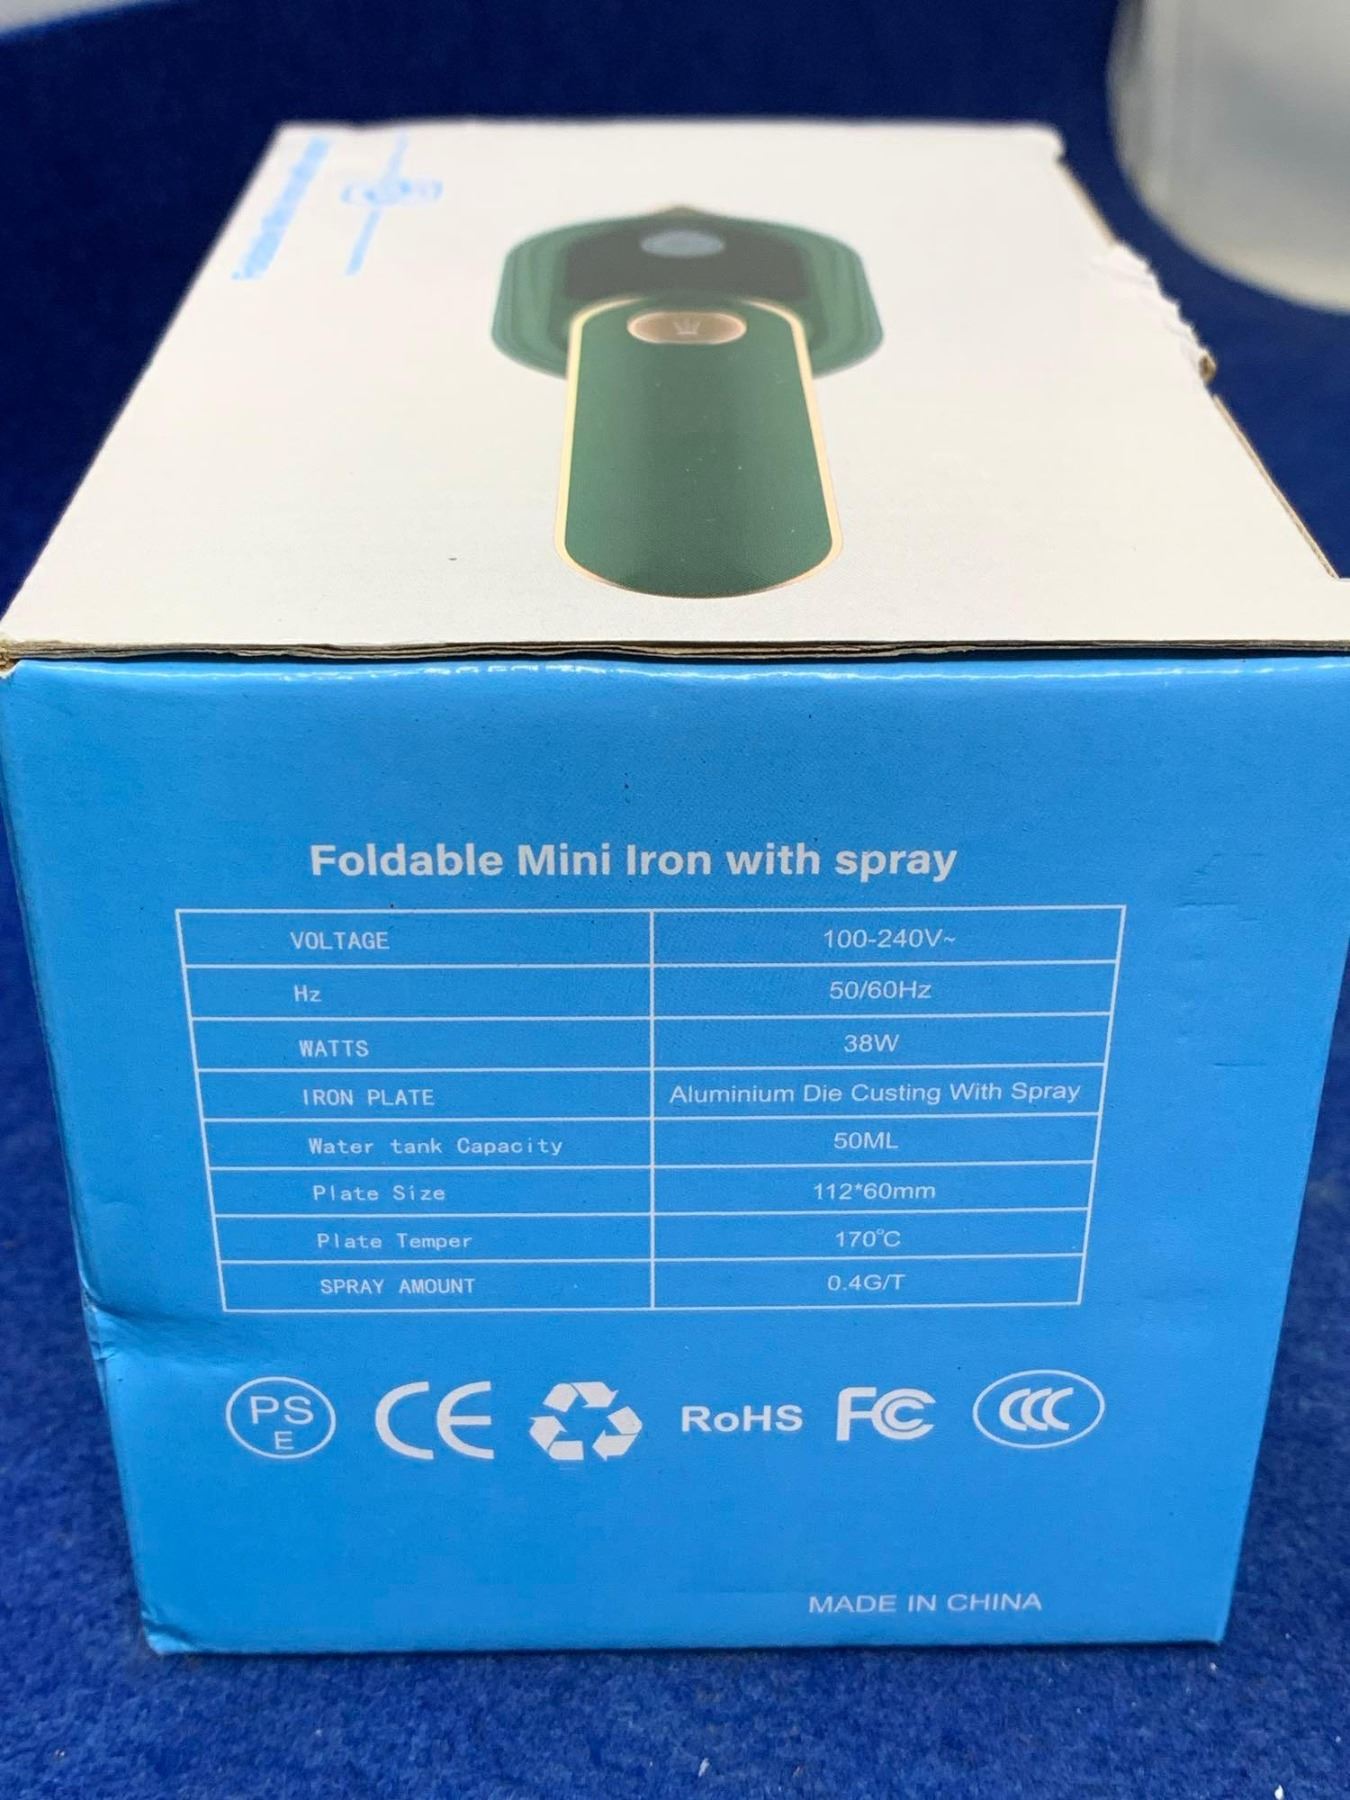 Foldable Mini Iron with spray
VOLTAGE 100-240V~
Hz 50/60Hz
WATTS 38W
IRON PLATE Aluminium Die Custing With Spray
Water tank Capacity 50ML
Plate Size 112*60mm
Plate Temper 170℃
SPRAY AMOUNT 0.4G/T
PS
E
CE
RoHS
FC
CCC
MADE IN CHINA